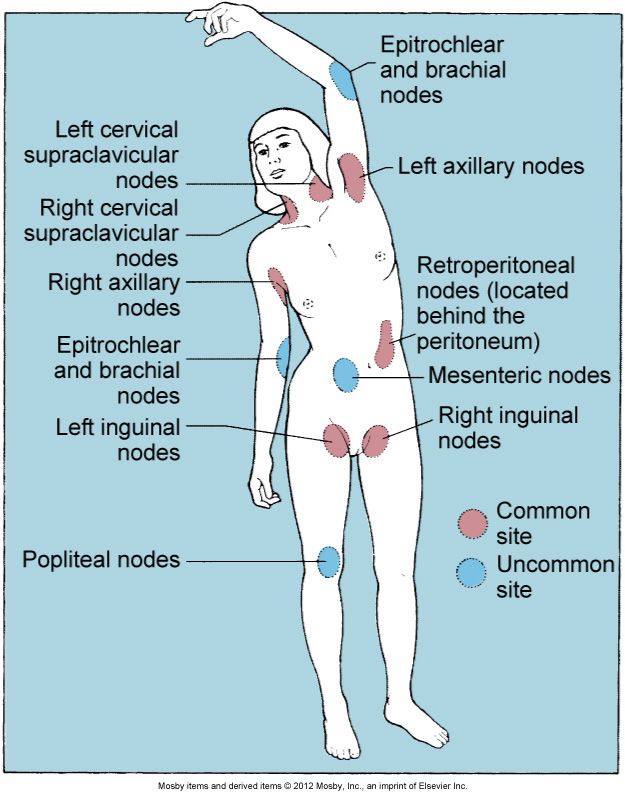 Epitrochlear
and brachial
nodes
Left cervical
supraclavicular
nodes
Left axillary nodes
Right cervical
supraclavicular
nodes
Right axillary
nodes
Retroperitoneal
nodes (located
behind the
peritoneum)
Epitrochlear
and brachial
nodes
Mesenteric nodes
Left inguinal
nodes
Right inguinal
nodes
Common
site
Uncommon
site
Popliteal nodes
Mosby items and derived items © 2012 Mosby, Inc., an imprint of Elsevier Inc.